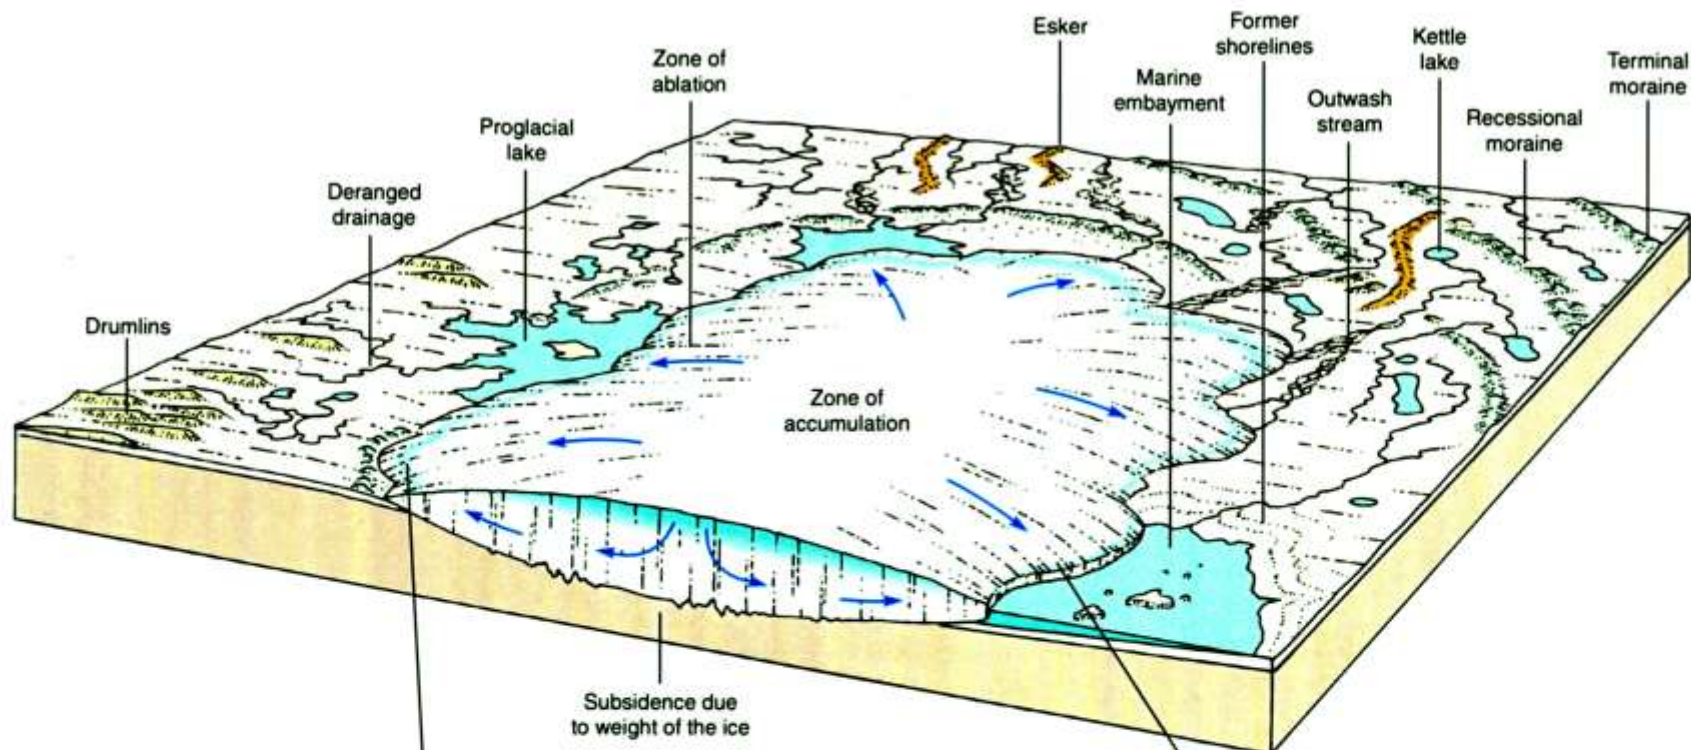 Esker
Former
shorelines
Kettle
lake
Terminal
moraine
Zone of
ablation
Marine
embayment
Outwash
stream
Recessional
moraine
Proglacial
lake
Deranged
drainage
Drumlins
Zone of
accumulation
Subsidence due
to weight of the ice